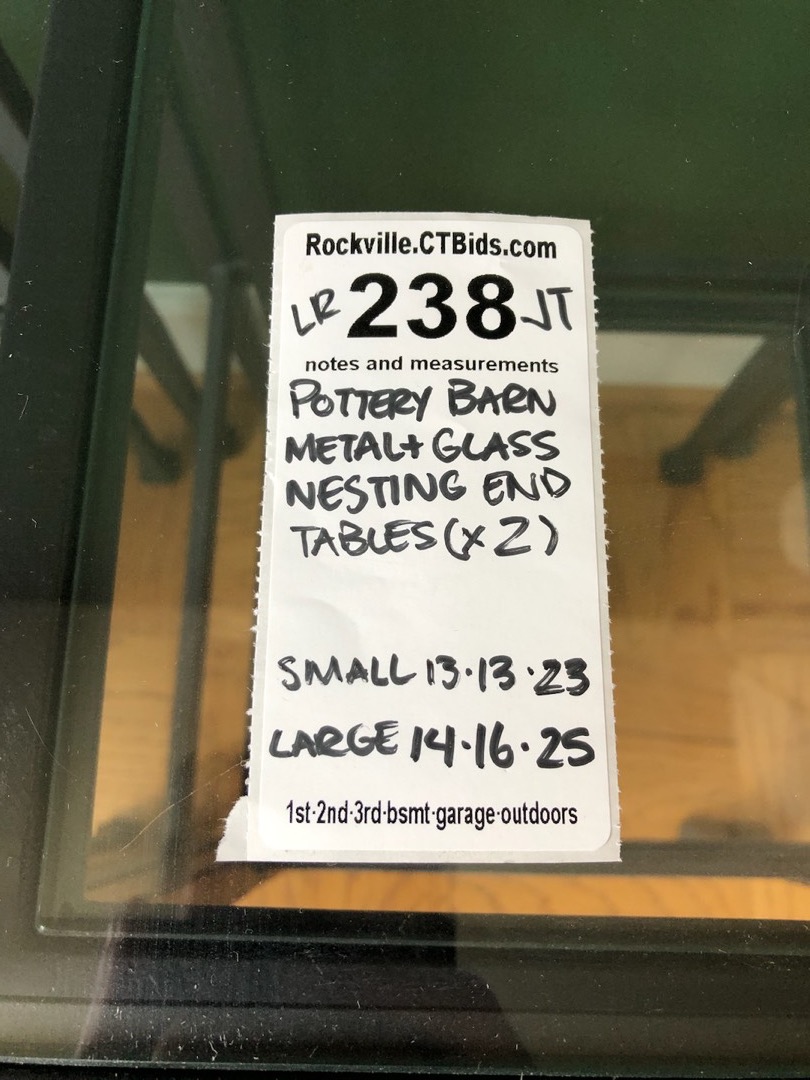 Rockville.CTBids.com
LR 238 JT
notes and measurements
POTTERY BARN
METAL+ GLASS
NESTING END
TABLES (x2)
SMALL 13·13·23
LARGE 14·16·25
1st·2nd·3rd·bsmt·garage·outdoors